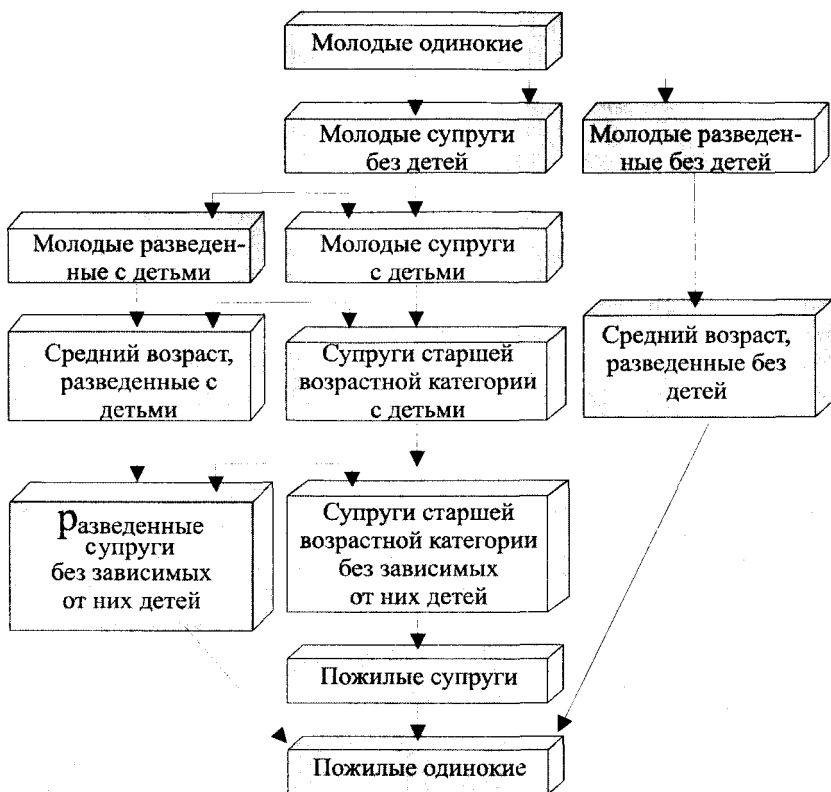 Молодые одинокие
Молодые супруги
без детей
Молодые разведен-
ные без детей
Молодые разведен-
ные с детьми
Молодые супруги
с детьми
Средний возраст,
разведенные с
детьми
Супруги старшей
возрастной категории
с детьми
Средний возраст,
разведенные без
детей
Разведенные
супруги
без зависимых
от них детей
Супруги старшей
возрастной категории
без зависимых
от них детей
Пожилые супруги
Пожилые одинокие